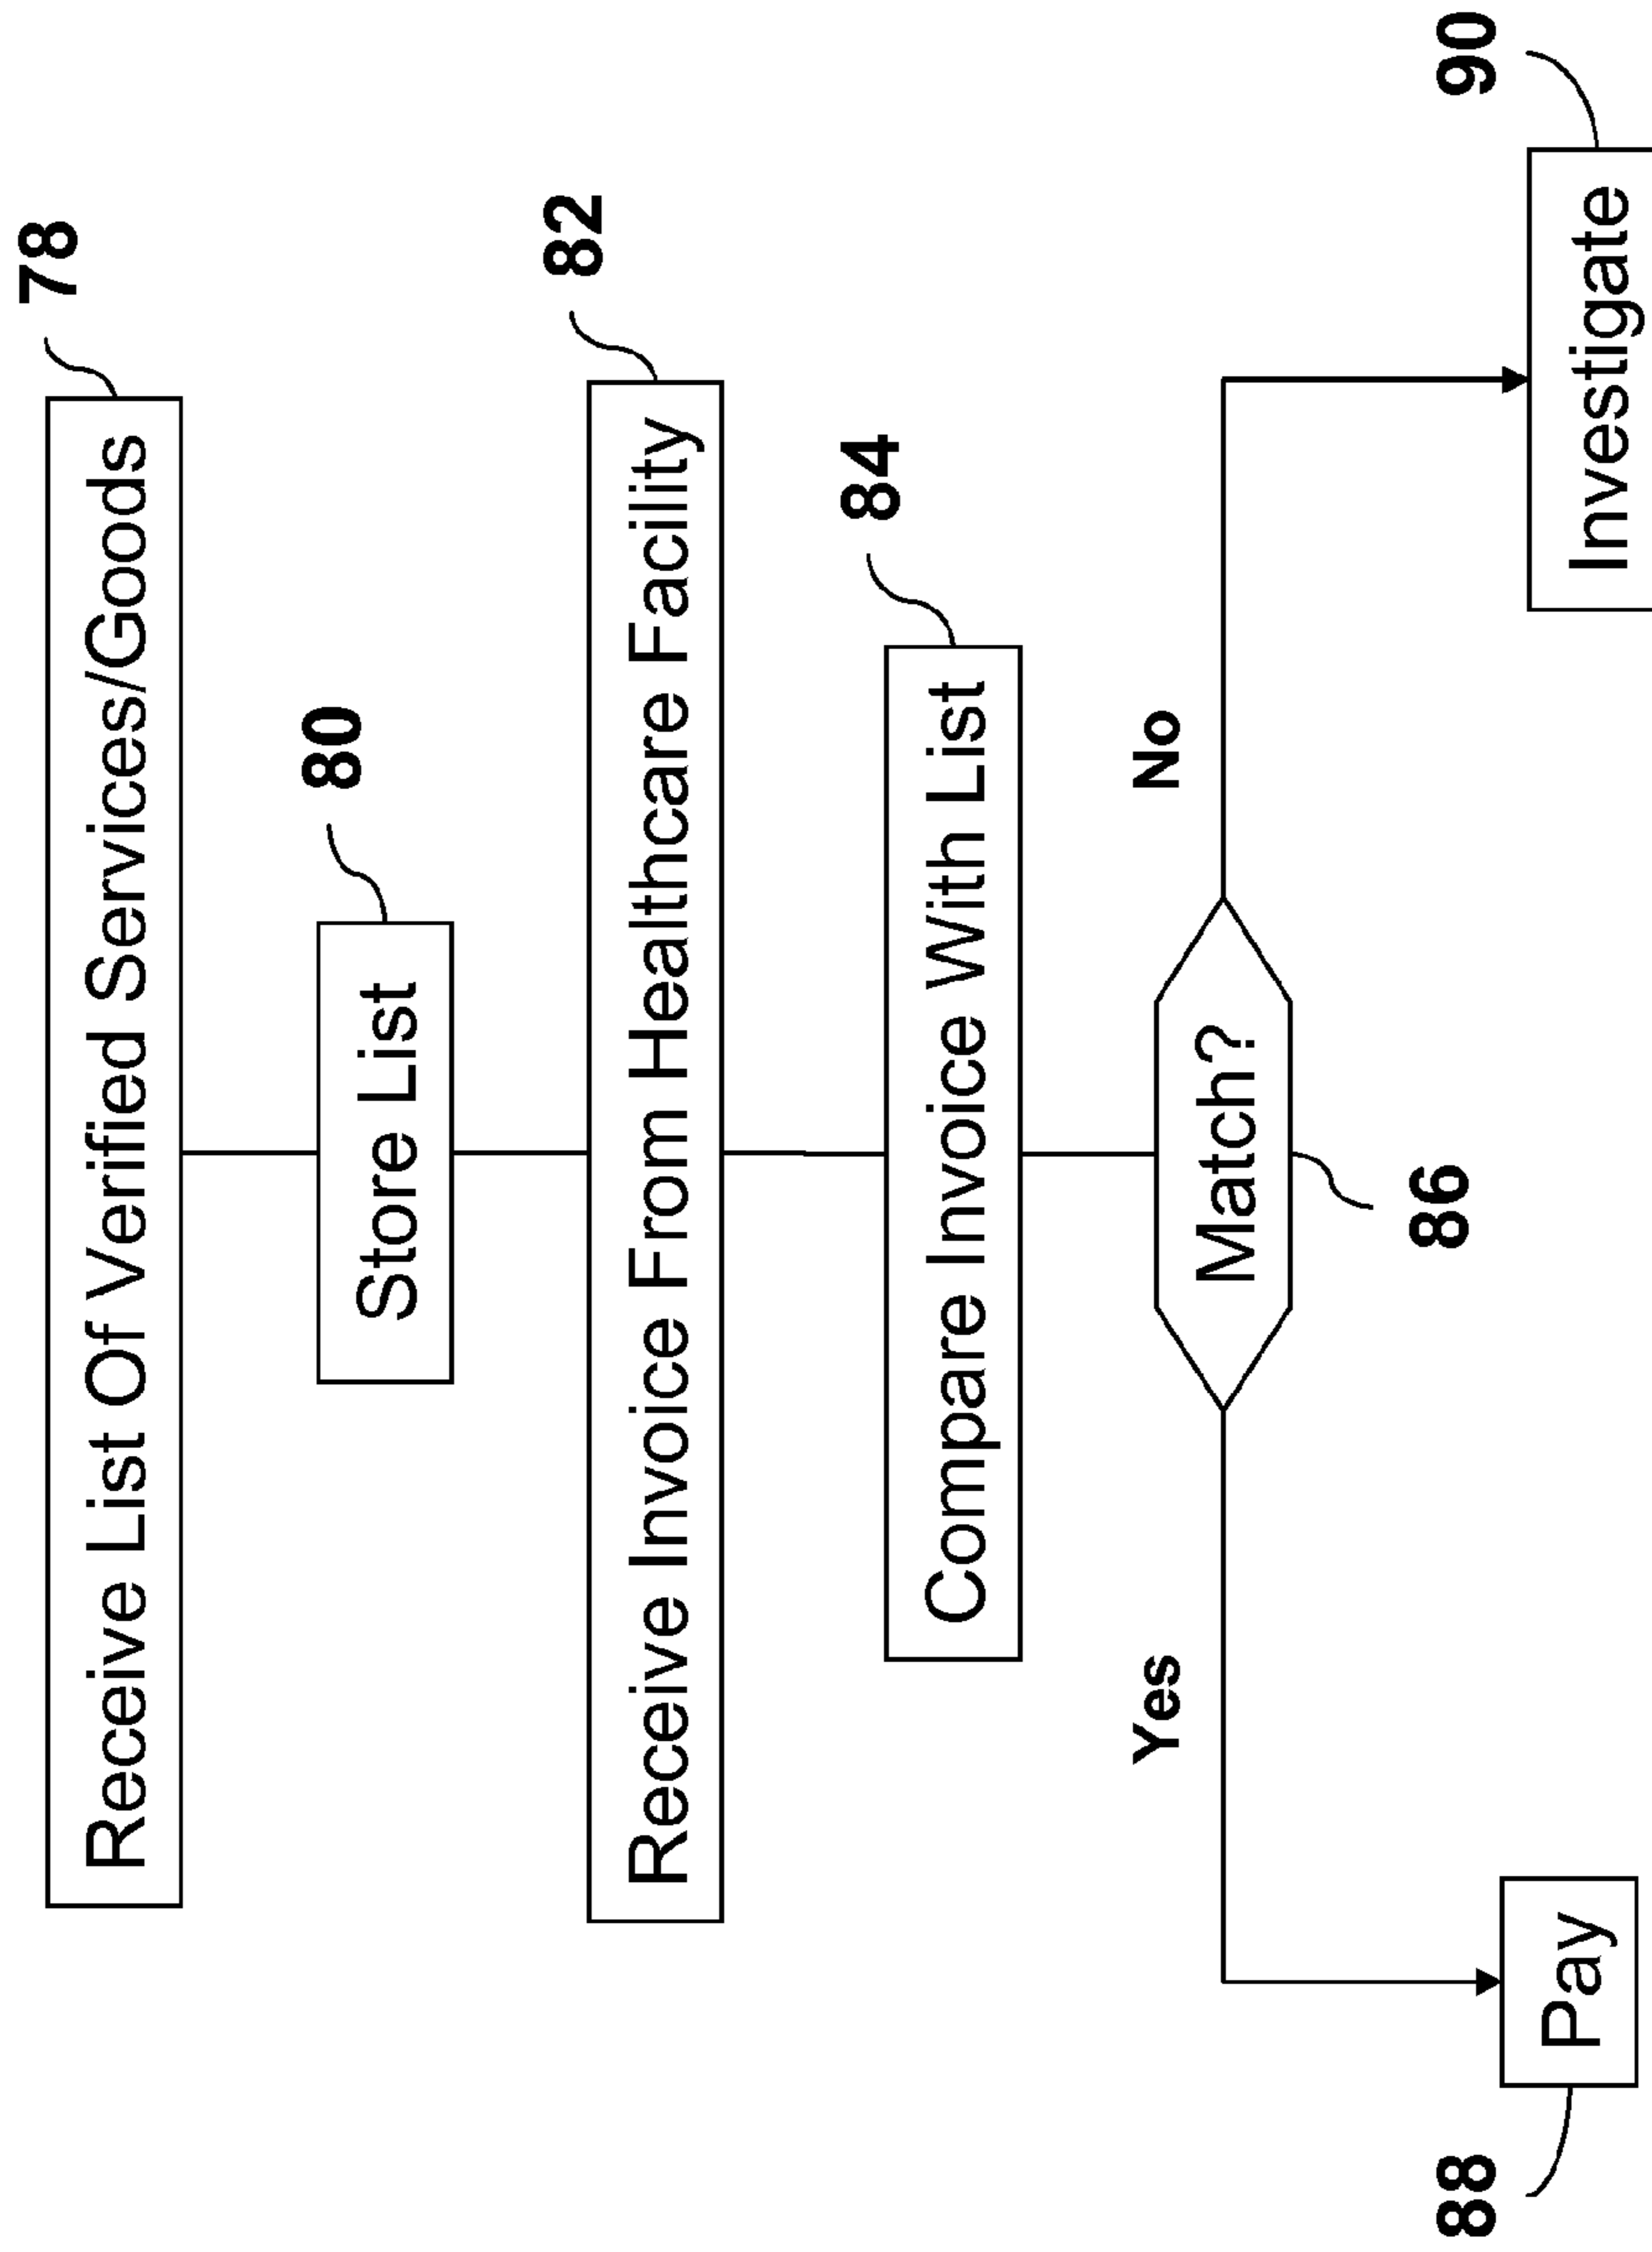 78
Receive List Of Verified Services/Goods
80
Store List
82
Receive Invoice From Healthcare Facility
84
Compare Invoice With List
Yes
No
Match?
86
88
90
Pay
Investigate